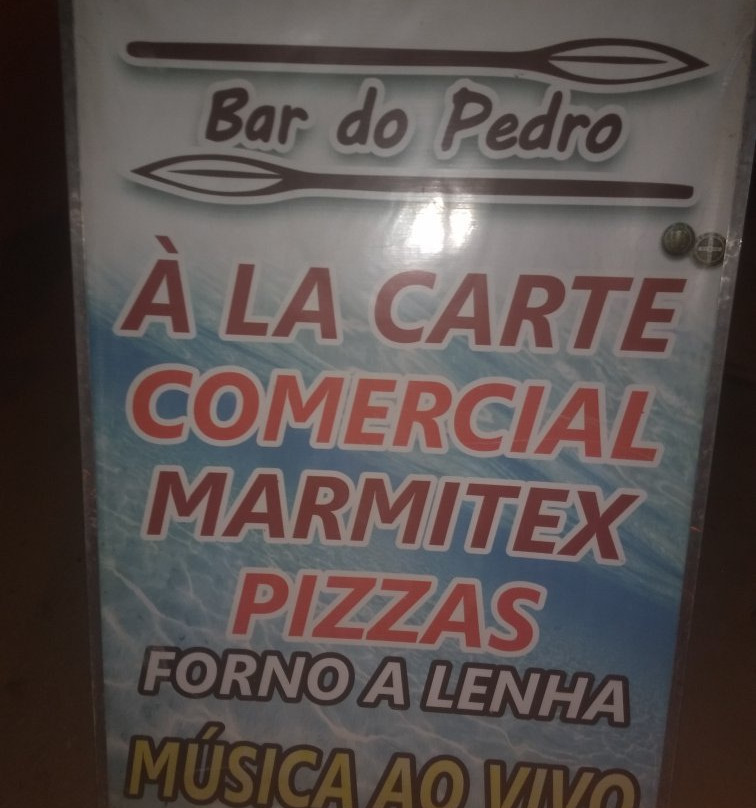 Bar do Pedro
À LA CARTE
COMERCIAL
MARMITEX
PIZZAS
FORNO A LENHA
MÚSICA AO VIVO